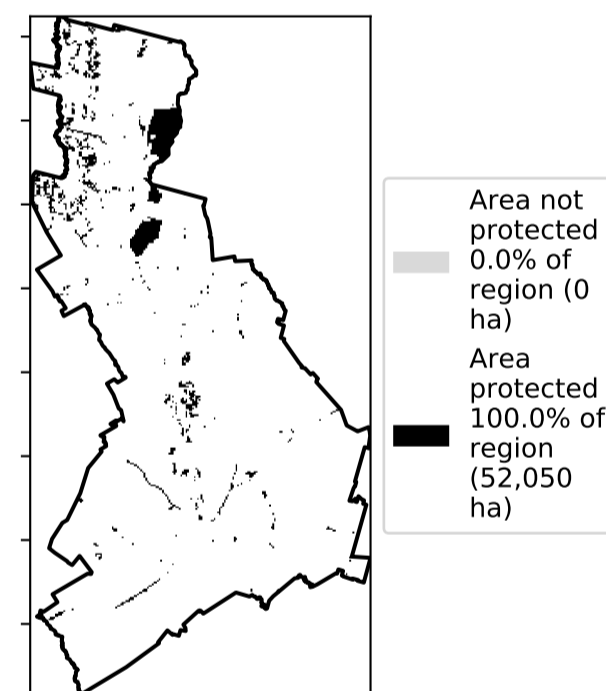 Area not
protected
0.0% of
region (0
ha)
Area
protected
100.0% of
region
(52,050
ha)